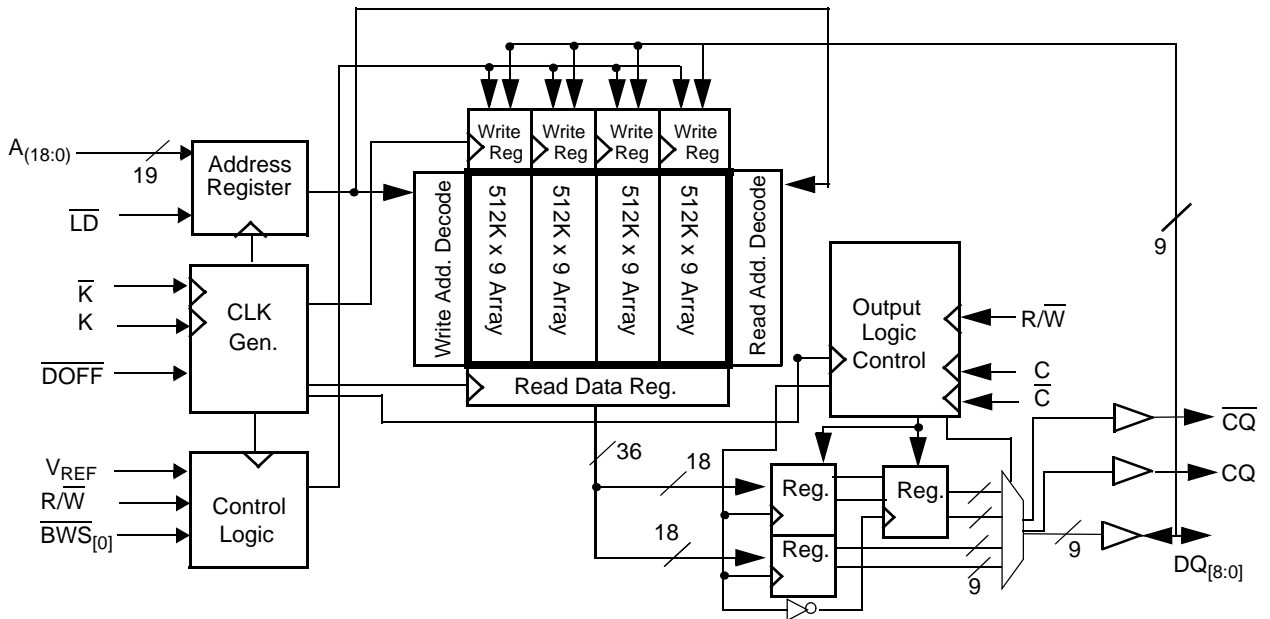 A(18:0)
19
LD
Address
Register
K
K
DOFF
CLK
Gen.
VREF
R/W
BWS[0]
Control
Logic
Write
Reg
Write
Reg
Write
Reg
Write
Reg
Write Add. Decode
512K x 9 Array
512K x 9 Array
512K x 9 Array
512K x 9 Array
Read Add. Decode
Read Data Reg.
36
18
18
Output
Logic
Control
R/W
C
C
9
Reg.
Reg.
Reg.
9
9
CQ
CQ
DQ[8:0]